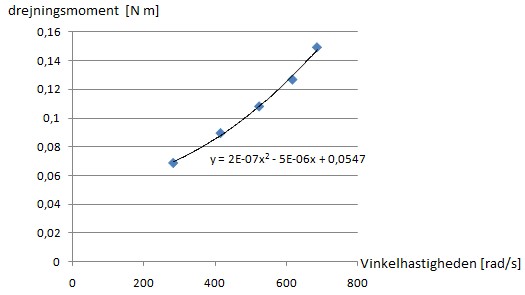 drejningsmoment [N m]
0,16
0,14
0,12
0,1
0,08
0,06
0,04
0,02
0
y = 2E-07x² - 5E-06x + 0,0547
Vinkelhastigheden [rad/s]
0 200 400 600 800